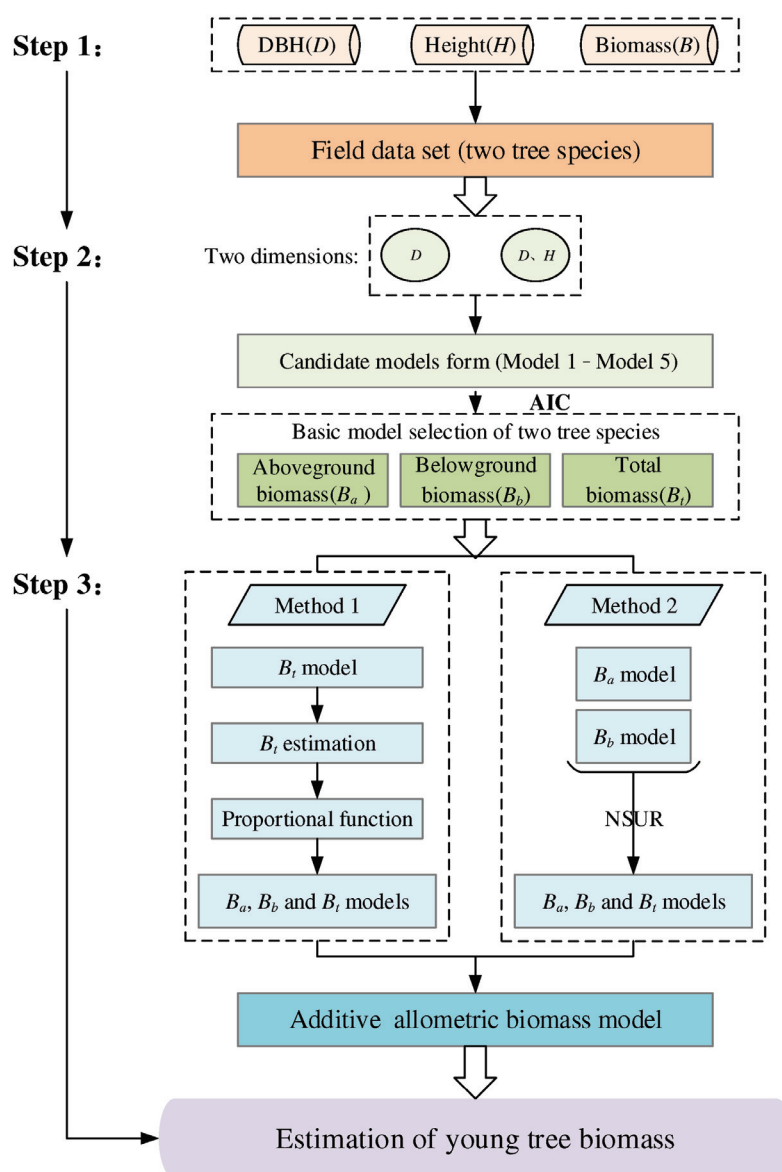 Step 1：
DBH(D)
Height(H)
Biomass(B)
Field data set (two tree species)
Step 2：
Two dimensions:
D
D、H
Candidate models form (Model 1 - Model 5)
AIC
Basic model selection of two tree species
Aboveground
biomass(Ba )
Belowground
biomass(Bb)
Total
biomass(Bt)
Step 3：
Method 1
Bt model
Bt estimation
Proportional function
Ba, Bb and Bt models
Method 2
Ba model
Bb model
NSUR
Ba, Bb and Bt models
Additive allometric biomass model
Estimation of young tree biomass